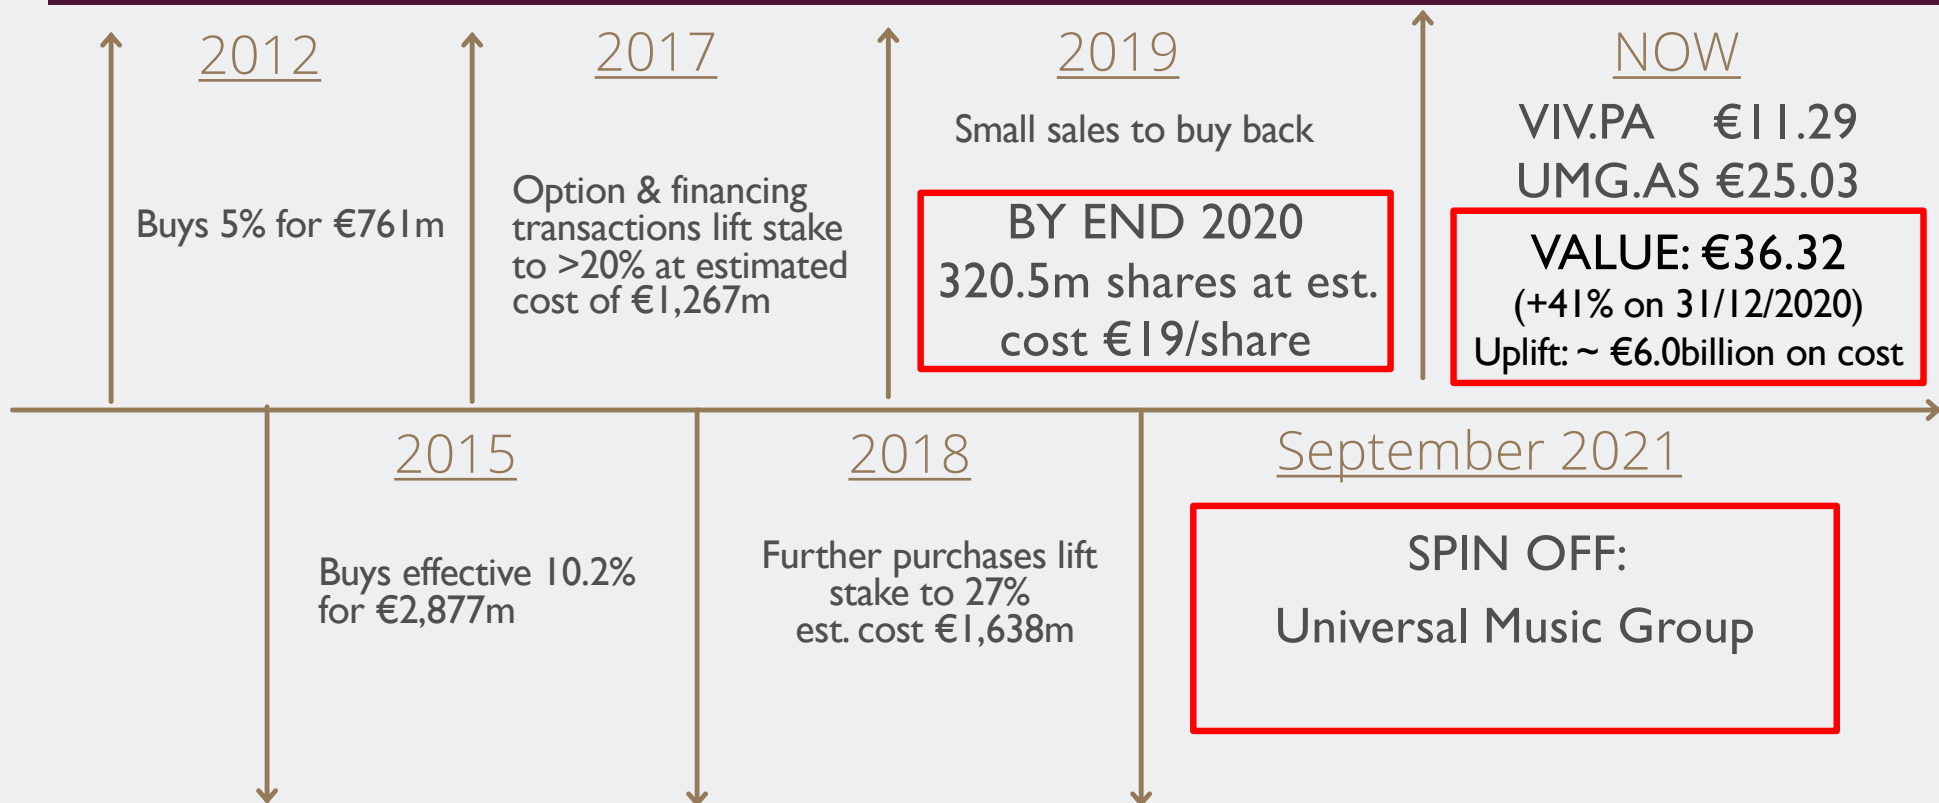 2012
Buys 5% for €761m
2017
Option & financing
transactions lift stake
to >20% at estimated
cost of €1,267m
2019
Small sales to buy back
BY END 2020
320.5m shares at est.
cost €19/share
NOW
VIV.PA €11.29
UMG.AS €25.03
VALUE: €36.32
(+41% on 31/12/2020)
Uplift: ~ €6.0billion on cost
2015
Buys effective 10.2%
for €2,877m
2018
Further purchases lift
stake to 27%
est. cost €1,638m
September 2021
SPIN OFF:
Universal Music Group